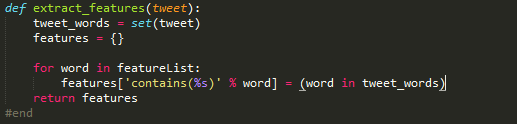 def extract_features(tweet):
    tweet_words = set(tweet)
    features = {}

    for word in featureList:
        features['contains(%s)' % word] = (word in tweet_words)
    return features
#end